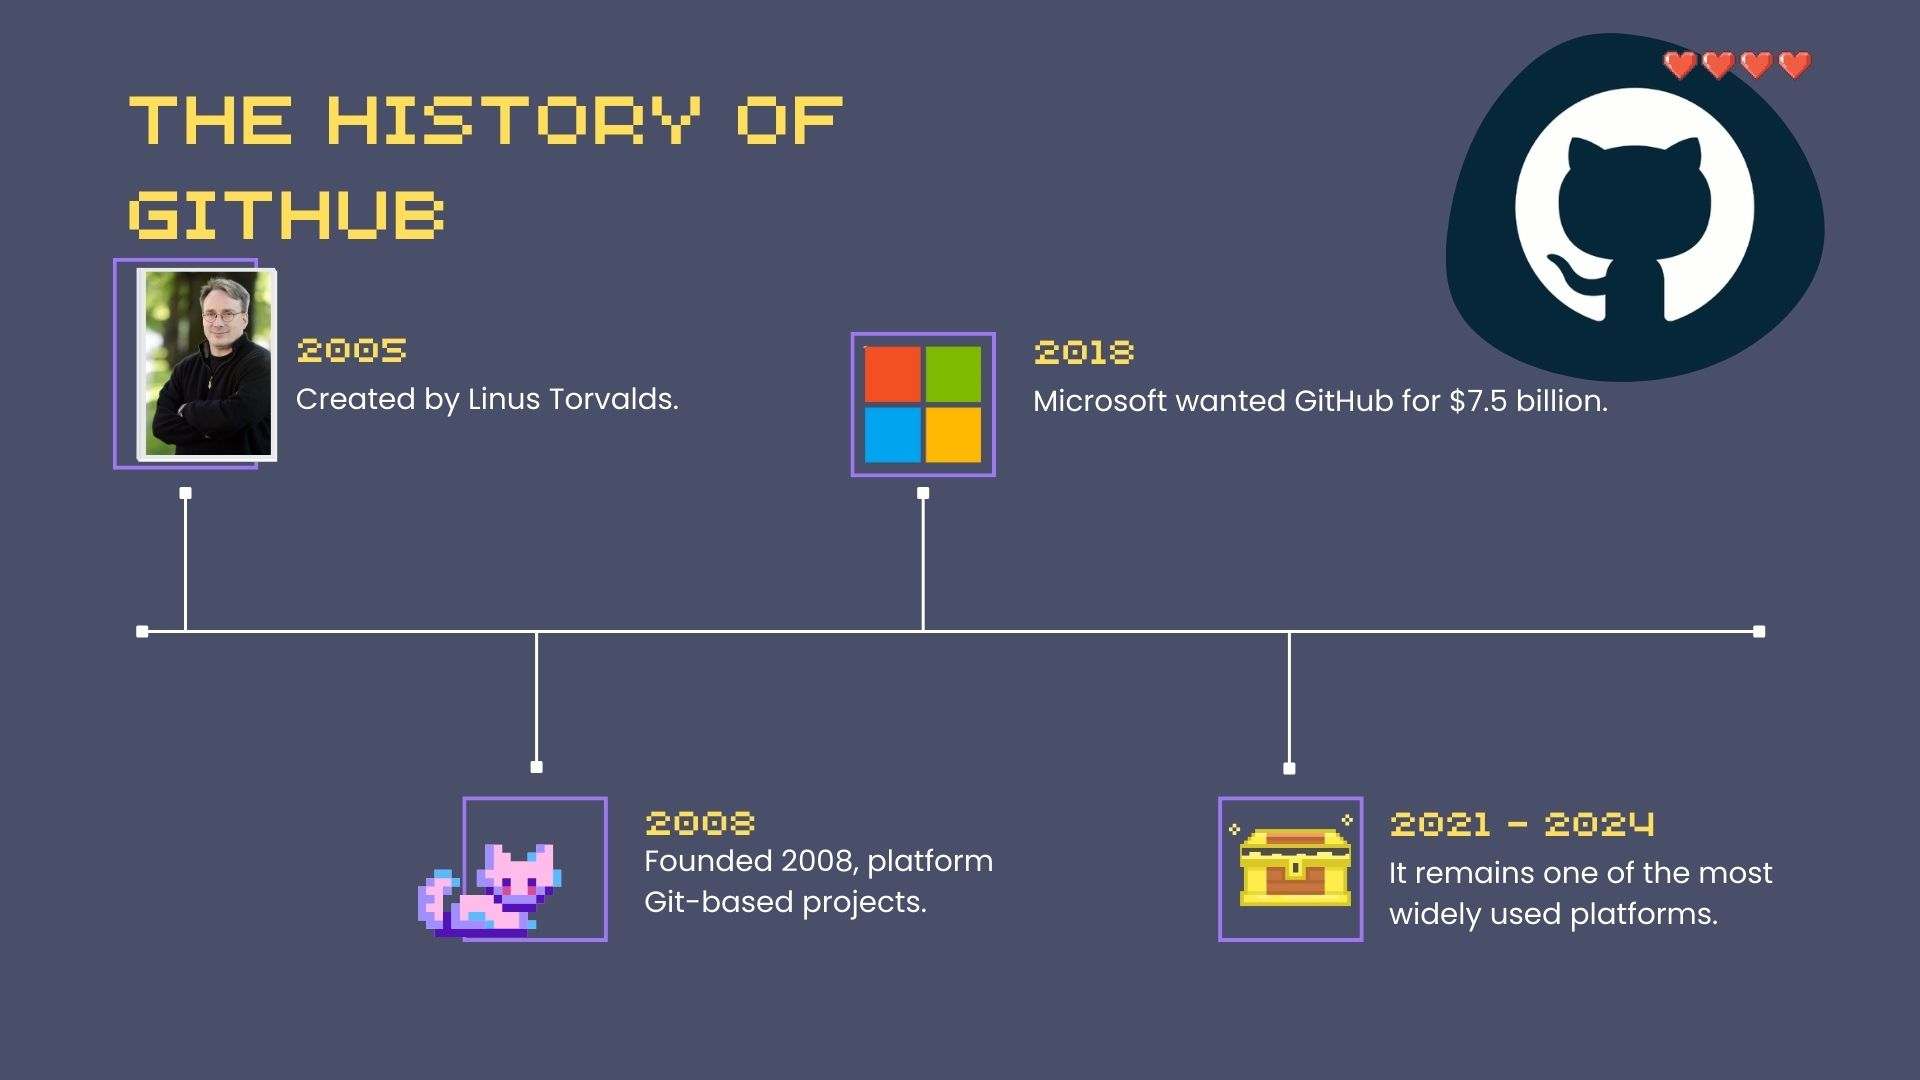 THE HISTORY OF
GITHUB
2005
Created by Linus Torvalds.
2018
Microsoft wanted GitHub for $7.5 billion.
2008
Founded 2008, platform
Git-based projects.
2021 - 2024
It remains one of the most
widely used platforms.